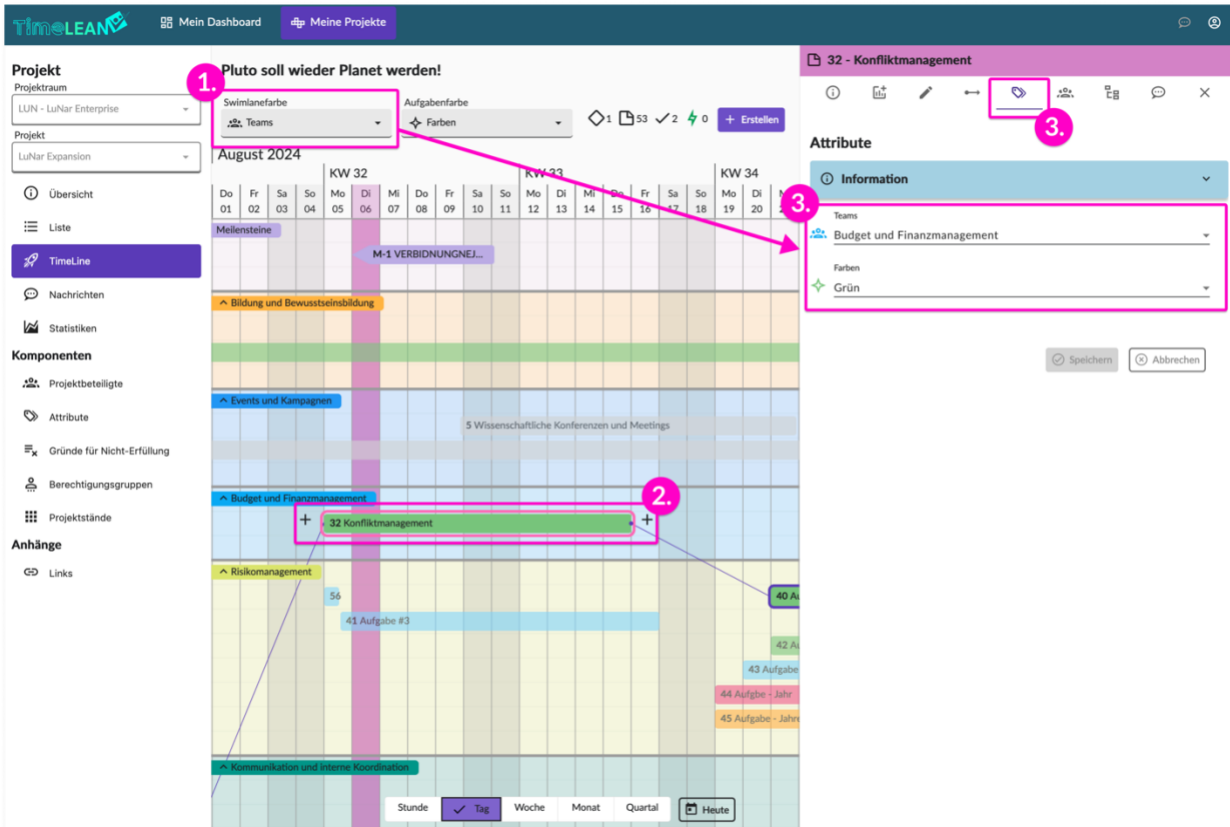 TimeLEAN
Mein Dashboard
Meine Projekte
Projekt
Projektraum
LUN - LuNar Enterprise
Projekt
LuNar Expansion
Übersicht
Liste
TimeLine
Nachrichten
Statistiken
Komponenten
Projektbeteiligte
Attribute
Gründe für Nicht-Erfüllung
Berechtigungsgruppen
Projektstände
Anhänge
Links
Pluto soll wieder Planet werden!
1.
Swimlanefarbe
Teams
Aufgabenfarbe
Farben
1 53 2 0
+ Erstellen
August 2024
KW 32 KW 33 KW 34
Do Fr Sa So Mo Di Mi Do Fr Sa So Mo Di Mi Do Fr Sa So Mo Di
01 02 03 04 05 06 07 08 09 10 11 12 13 14 15 16 17 18 19 20
Meilensteine
M-1 VERBIDNUNGNEJ...
Bildung und Bewusstseinsbildung
Events und Kampagnen
5 Wissenschaftliche Konferenzen und Meetings
Budget und Finanzmanagement
2.
+ 32 Konfliktmanagement +
Risikomanagement
56
40 Au
41 Aufgabe #3
42 Au
43 Aufgabe
44 Aufgbe - Jahr
45 Aufgabe - Jahre
Kommunikation und interne Koordination
Stunde
Tag
Woche
Monat
Quartal
Heute
32 - Konfliktmanagement
3.
Attribute
Information
3.
Teams
Budget und Finanzmanagement
Farben
Grün
Speichern
Abbrechen